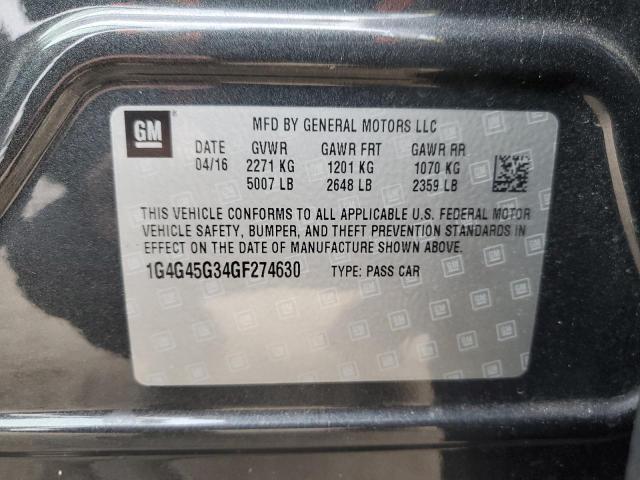 GM
MFD BY GENERAL MOTORS LLC
DATE GVWR GAWR FRT GAWR RR
04/16 2271 KG 1201 KG 1070 KG
5007 LB 2648 LB 2359 LB
THIS VEHICLE CONFORMS TO ALL APPLICABLE U.S. FEDERAL MOTOR
VEHICLE SAFETY, BUMPER, AND THEFT PREVENTION STANDARDS IN
EFFECT ON THE DATE OF MANUFACTURE SHOWN ABOVE.
1G4G45G34GF274630 TYPE: PASS CAR